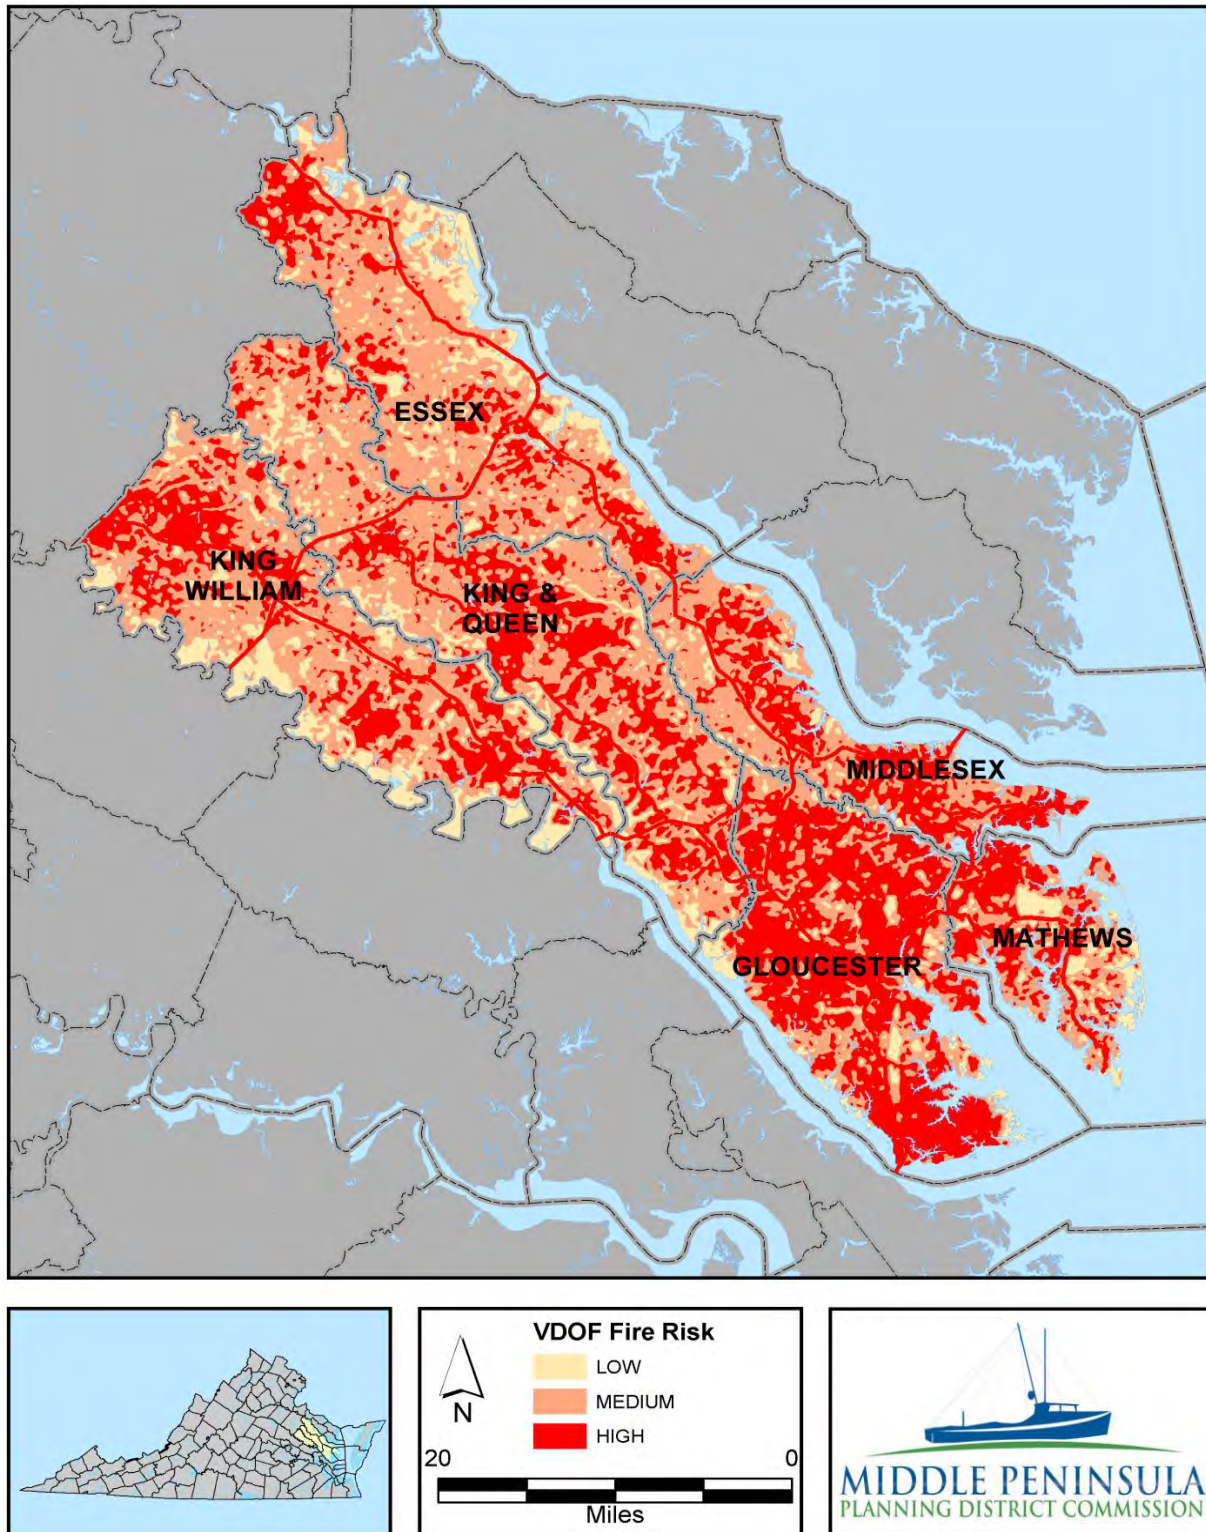 ESSEX
KING
WILLIAM
KING &
QUEEN
MIDDLESEX
MATHEWS
GLOUCESTER
VDOF Fire Risk
LOW
MEDIUM
HIGH
N
20 0
Miles
MIDDLE PENINSULA
PLANNING DISTRICT COMMISSION